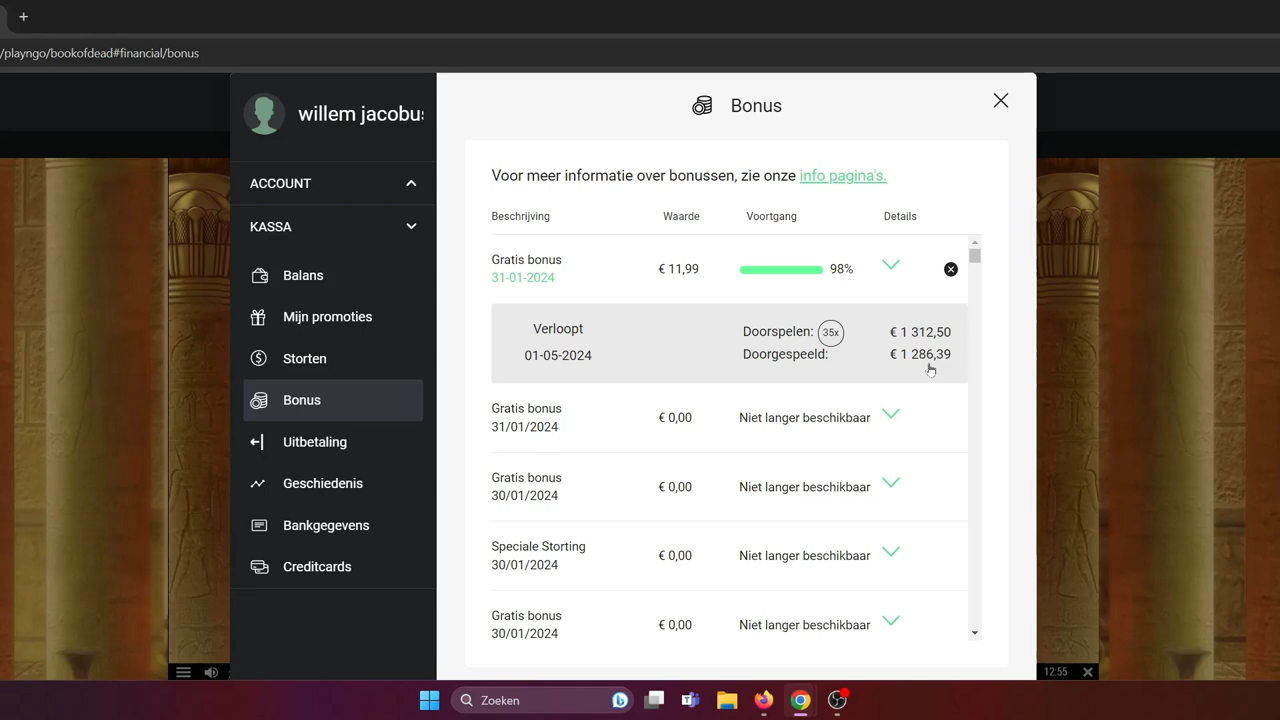 /playngo/bookofdead#financial/bonus
willem jacobu
Bonus
ACCOUNT
Voor meer informatie over bonussen, zie onze info pagina's.
Beschrijving Waarde Voortgang Details
KASSA
Gratis bonus
31-01-2024
€ 11,99 98%
Balans
Mijn promoties
Verloopt
01-05-2024
Doorspelen: 35x € 1 312,50
Doorgespeeld: € 1 286,39
Storten
Bonus
Gratis bonus
31/01/2024
€ 0,00 Niet langer beschikbaar
Uitbetaling
Geschiedenis
Gratis bonus
30/01/2024
€ 0,00 Niet langer beschikbaar
Bankgegevens
Creditcards
Speciale Storting
30/01/2024
€ 0,00 Niet langer beschikbaar
Gratis bonus
30/01/2024
€ 0,00 Niet langer beschikbaar
12:55
Zoeken